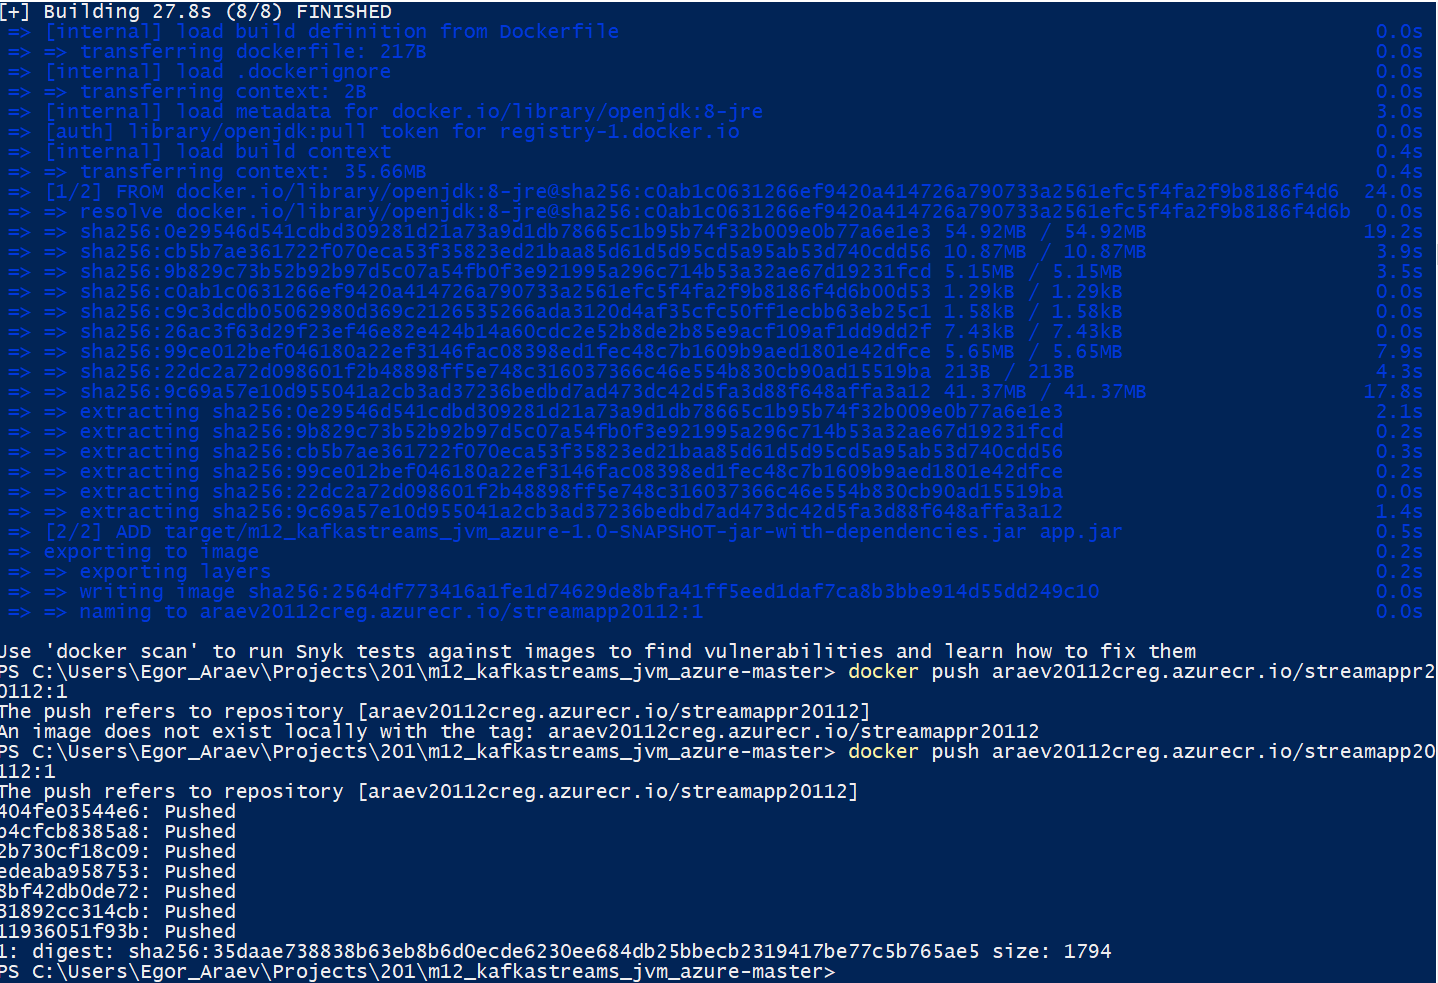 [+] Building 27.8s (8/8) FINISHED
=> [internal] load build definition from Dockerfile 0.0s
=> => transferring dockerfile: 217B 0.0s
=> [internal] load .dockerignore 0.0s
=> => transferring context: 2B 0.0s
=> [internal] load metadata for docker.io/library/openjdk:8-jre 3.0s
=> [auth] library/openjdk:pull token for registry-1.docker.io 0.0s
=> [internal] load build context 0.4s
=> => transferring context: 35.66MB 0.4s
=> [1/2] FROM docker.io/library/openjdk:8-jre@sha256:c0ab1c0631266ef9420a414726a790733a2561efc5f4fa2f9b8186f4d6 24.0s
=> => resolve docker.io/library/openjdk:8-jre@sha256:c0ab1c0631266ef9420a414726a790733a2561efc5f4fa2f9b8186f4d6b 0.0s
=> => sha256:0e29546d541cdbd309281d21a73a9d1db78665c1b95b74f32b009e0b77a6e1e3 54.92MB / 54.92MB 19.2s
=> => sha256:cb5b7ae361722f070eca53f35823ed21baa85d61d5d95cd5a95ab53d740cdd56 10.87MB / 10.87MB 3.9s
=> => sha256:9b829c73b52b92b97d5c07a54fb0f3e921995a296c714b53a32ae67d19231fcd 5.15MB / 5.15MB 3.5s
=> => sha256:c0ab1c0631266ef9420a414726a790733a2561efc5f4fa2f9b8186f4d6b00d53 1.29kB / 1.29kB 0.0s
=> => sha256:c9c3dcdb05062980d369c2126535266ada3120d4af35cfc50ff1ecbb63eb25c1 1.58kB / 1.58kB 0.0s
=> => sha256:26ac3f63d29f23ef46e82e424b14a60cdc2e52b8de2b85e9acf109af1dd9dd2f 7.43kB / 7.43kB 0.0s
=> => sha256:99ce012bef046180a22ef3146fac08398ed1fec48c7b1609b9aed1801e42dfce 5.65MB / 5.65MB 7.9s
=> => sha256:22dc2a72d098601f2b48898ff5e748c316037366c46e554b830cb90ad15519ba 213B / 213B 4.3s
=> => sha256:9c69a57e10d955041a2cb3ad37236bedbd7ad473dc42d5fa3d88f648affa3a12 41.37MB / 41.37MB 17.8s
=> => extracting sha256:0e29546d541cdbd309281d21a73a9d1db78665c1b95b74f32b009e0b77a6e1e3 2.1s
=> => extracting sha256:9b829c73b52b92b97d5c07a54fb0f3e921995a296c714b53a32ae67d19231fcd 0.2s
=> => extracting sha256:cb5b7ae361722f070eca53f35823ed21baa85d61d5d95cd5a95ab53d740cdd56 0.3s
=> => extracting sha256:99ce012bef046180a22ef3146fac08398ed1fec48c7b1609b9aed1801e42dfce 0.2s
=> => extracting sha256:22dc2a72d098601f2b48898ff5e748c316037366c46e554b830cb90ad15519ba 0.0s
=> => extracting sha256:9c69a57e10d955041a2cb3ad37236bedbd7ad473dc42d5fa3d88f648affa3a12 1.4s
=> [2/2] ADD target/m12_kafkastreams_jvm_azure-1.0-SNAPSHOT-jar-with-dependencies.jar app.jar 0.5s
=> exporting to image 0.2s
=> => exporting layers 0.2s
=> => writing image sha256:2564df773416a1fe1d74629de8bfa41ff5eed1daf7ca8b3bbe914d55dd249c10 0.0s
=> => naming to araev20112creg.azurecr.io/streamapp20112:1 0.0s
Use 'docker scan' to run Snyk tests against images to find vulnerabilities and learn how to fix them
PS C:\Users\Egor_Araev\Projects\201\m12_kafkastreams_jvm_azure-master> docker push araev20112creg.azurecr.io/streamappr2
0112:1
The push refers to repository [araev20112creg.azurecr.io/streamappr20112]
An image does not exist locally with the tag: araev20112creg.azurecr.io/streamappr20112
PS C:\Users\Egor_Araev\Projects\201\m12_kafkastreams_jvm_azure-master> docker push araev20112creg.azurecr.io/streamapp20
112:1
The push refers to repository [araev20112creg.azurecr.io/streamapp20112]
404fe03544e6: Pushed
b4cfcb8385a8: Pushed
2b730cf18c09: Pushed
edeaba958753: Pushed
8bf42db0de72: Pushed
31892cc314cb: Pushed
11936051f93b: Pushed
1: digest: sha256:35daae738838b63eb8b6d0ecde6230ee684db25bbecb2319417be77c5b765ae5 size: 1794
PS C:\Users\Egor_Araev\Projects\201\m12_kafkastreams_jvm_azure-master>